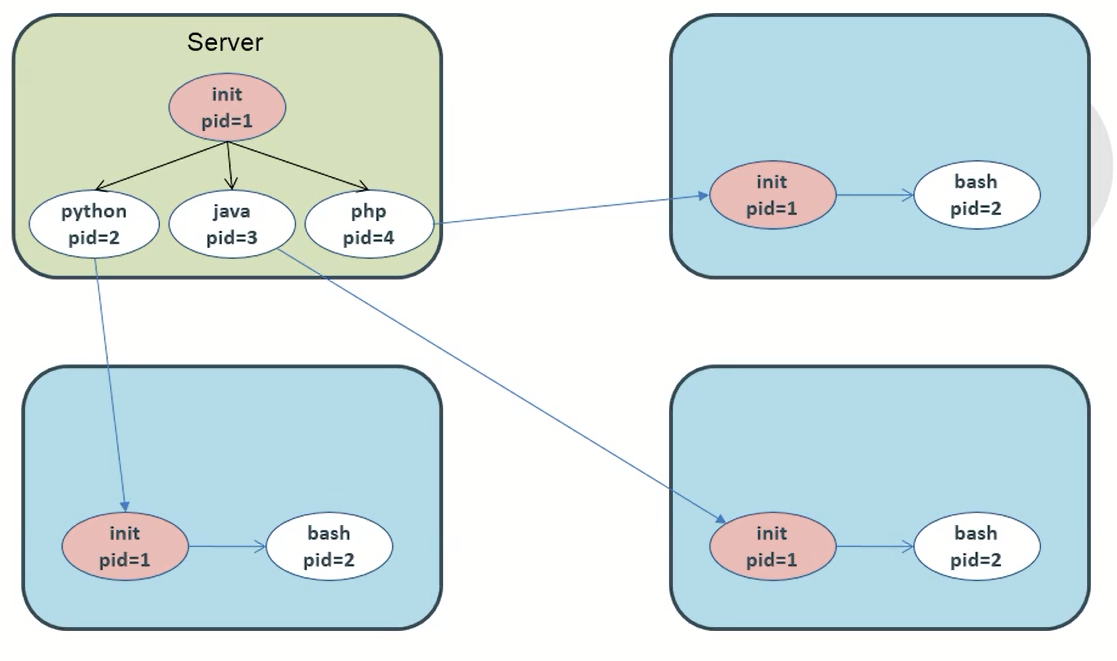 Server
init
pid=1
python
pid=2
java
pid=3
php
pid=4
init
pid=1
bash
pid=2
init
pid=1
bash
pid=2
init
pid=1
bash
pid=2